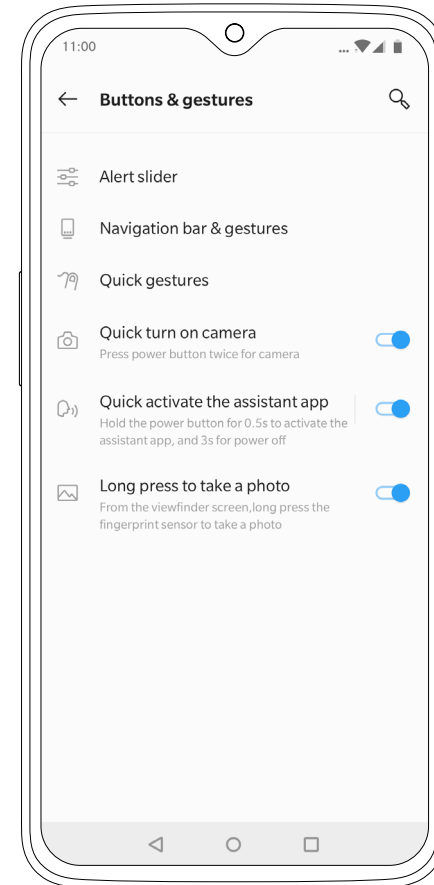 11:00
Buttons & gestures
Alert slider
Navigation bar & gestures
Quick gestures
Quick turn on camera
Press power button twice for camera
Quick activate the assistant app
Hold the power button for 0.5s to activate the
assistant app, and 3s for power off
Long press to take a photo
From the viewfinder screen,long press the
fingerprint sensor to take a photo